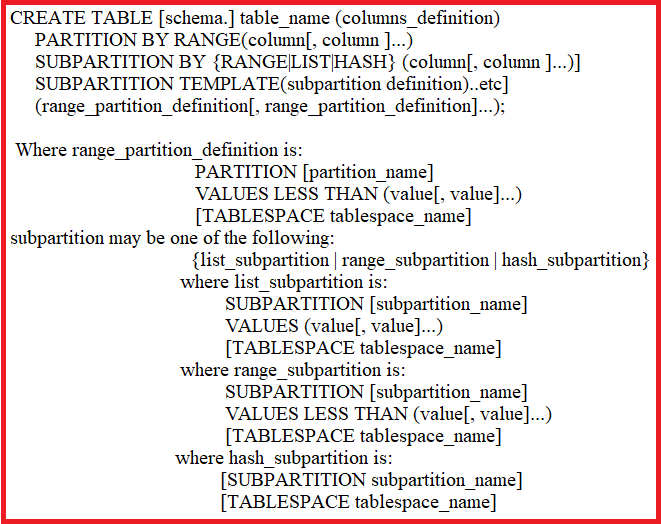 CREATE TABLE [schema.] table_name (columns_definition)
PARTITION BY RANGE(column[, column ]...)
SUBPARTITION BY {RANGE|LIST|HASH} (column[, column ]...)]
SUBPARTITION TEMPLATE(subpartition definition)..etc]
(range_partition_definition[, range_partition_definition]...);
Where range_partition_definition is:
PARTITION [partition_name]
VALUES LESS THAN (value[, value]...)
[TABLESPACE tablespace_name]
subpartition may be one of the following:
{list_subpartition | range_subpartition | hash_subpartition}
where list_subpartition is:
SUBPARTITION [subpartition_name]
VALUES (value[, value]...)
[TABLESPACE tablespace_name]
where range_subpartition is:
SUBPARTITION [subpartition_name]
VALUES LESS THAN (value[, value]...)
[TABLESPACE tablespace_name]
where hash_subpartition is:
[SUBPARTITION subpartition_name]
[TABLESPACE tablespace_name]